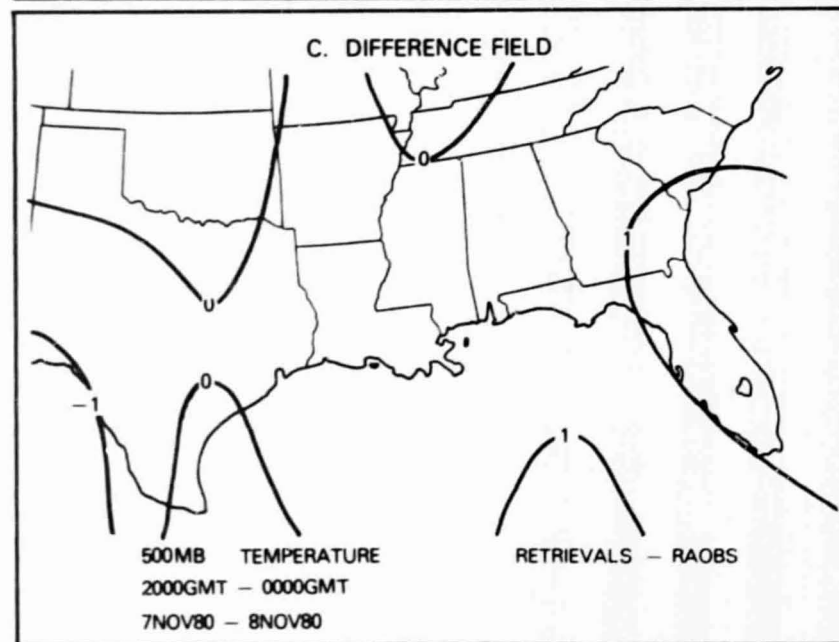 C. DIFFERENCE FIELD
0
1
0
0
-1
1
500MB TEMPERATURE
RETRIEVALS - RAOBS
2000GMT - 0000GMT
7NOV80 - 8NOV80